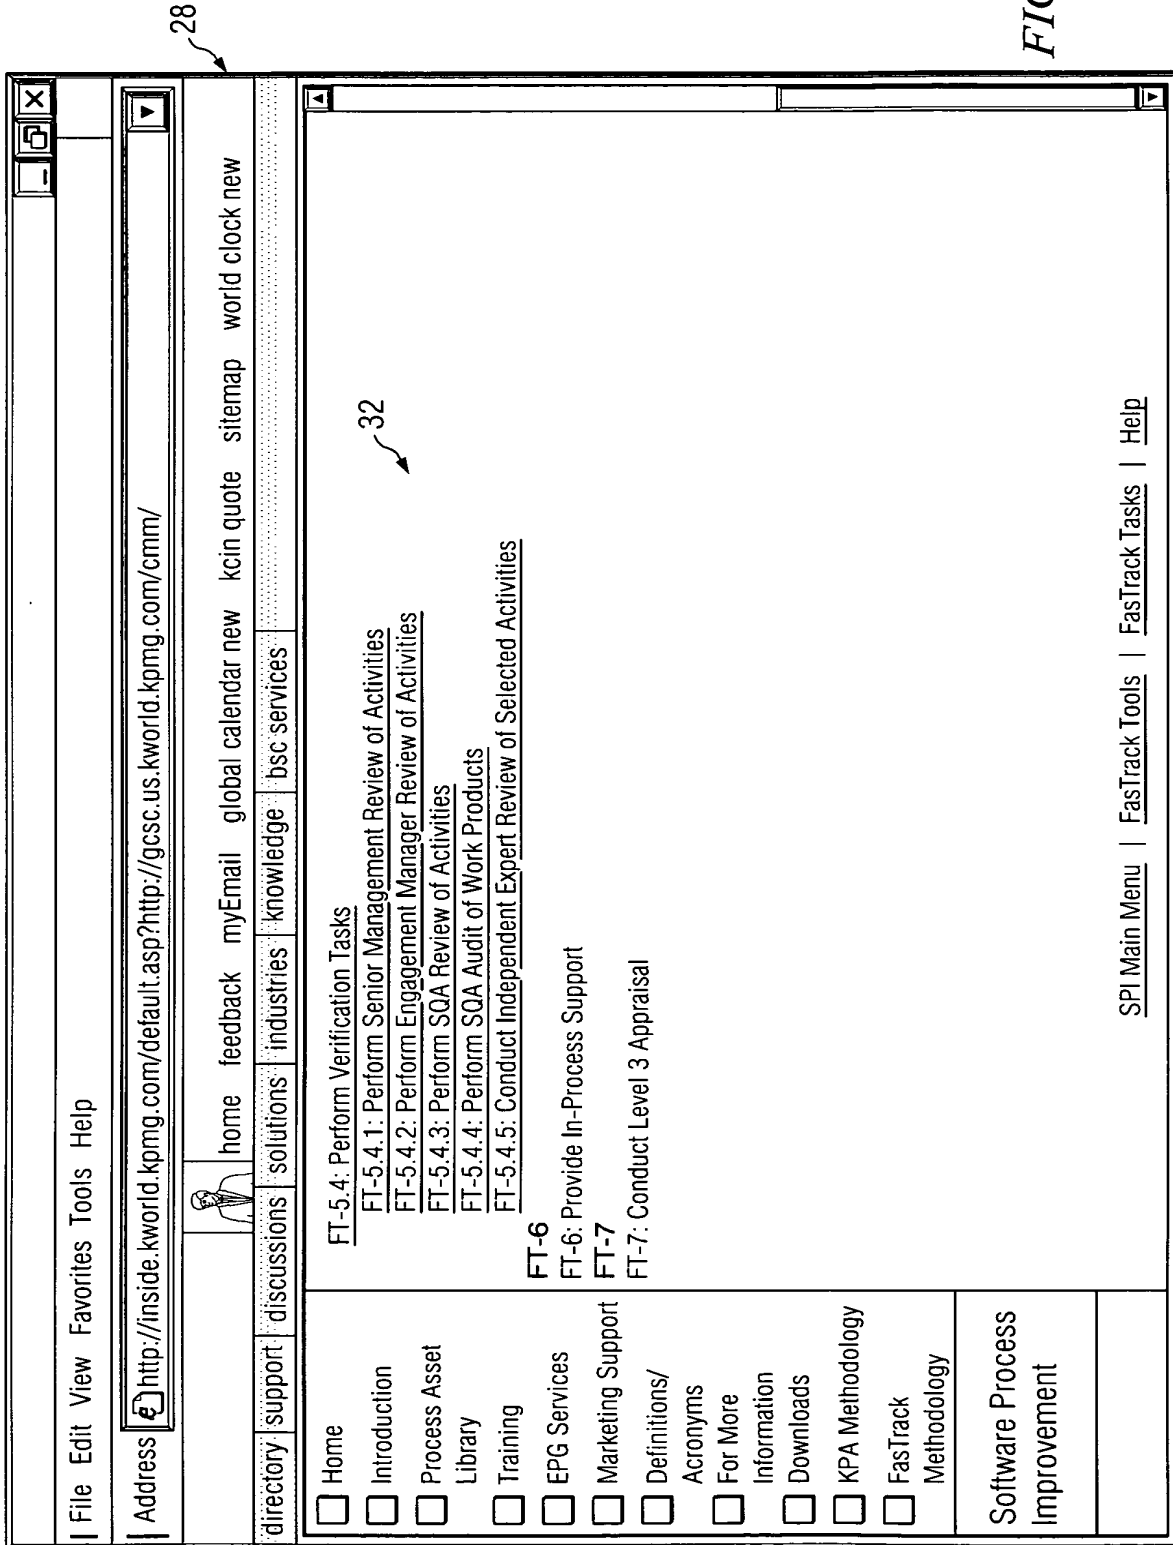 28
File Edit View Favorites Tools Help
Address http://inside.kworld.kpmg.com/default.asp?http://gcsc.us.kworld.kpmg.com/cmm/
home feedback myEmail global calendar new kcin quote sitemap world clock new
directory support discussions solutions industries knowledge bsc services
Home
Introduction
Process Asset
Library
Training
EPG Services
Marketing Support
Definitions/
Acronyms
For More
Information
Downloads
KPA Methodology
FasTrack
Methodology
Software Process
Improvement
FT-5.4: Perform Verification Tasks
FT-5.4.1: Perform Senior Management Review of Activities
FT-5.4.2: Perform Engagement Manager Review of Activities
FT-5.4.3: Perform SQA Review of Activities
FT-5.4.4: Perform SQA Audit of Work Products
FT-5.4.5: Conduct Independent Expert Review of Selected Activities
32
FT-6
FT-6: Provide In-Process Support
FT-7
FT-7: Conduct Level 3 Appraisal
SPI Main Menu | FasTrack Tools | FasTrack Tasks | Help